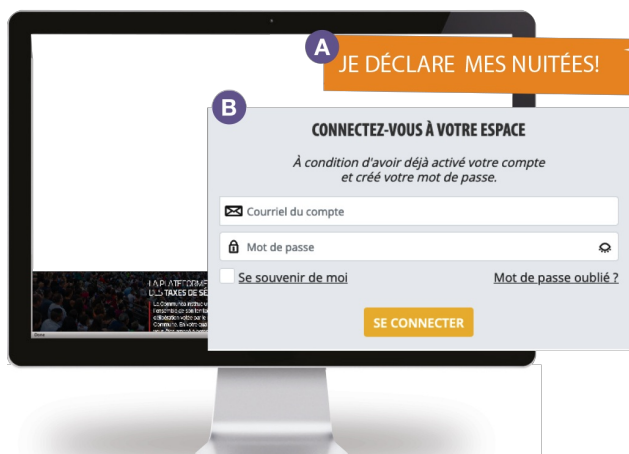 A
JE DÉCLARE MES NUITÉES!
B
CONNECTEZ-VOUS À VOTRE ESPACE
À condition d'avoir déjà activé votre compte
et créé votre mot de passe.
Courriel du compte
Mot de passe
Se souvenir de moi Mot de passe oublié ?
SE CONNECTER
LA PLATEFORME
DES TAXES DE SÉ